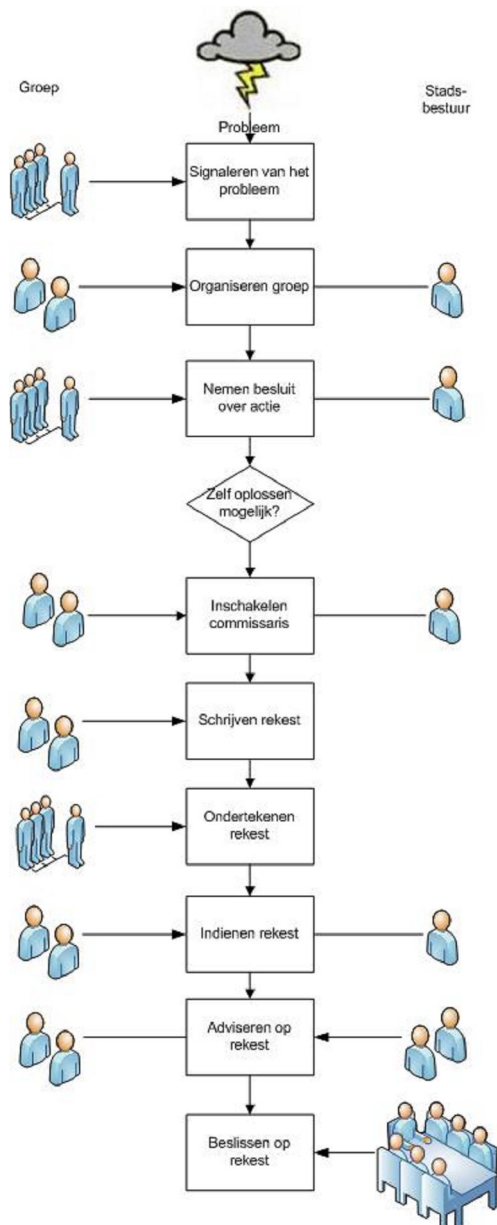 Groep
Stads-
bestuur
Probleem
Signaleren van het
probleem
Organiseren groep
Nemen besluit
over actie
Zelf oplossen
mogelijk?
Inschakelen
commissaris
Schrijven rekest
Ondertekenen
rekest
Indienen rekest
Adviseren op
rekest
Beslissen op
rekest